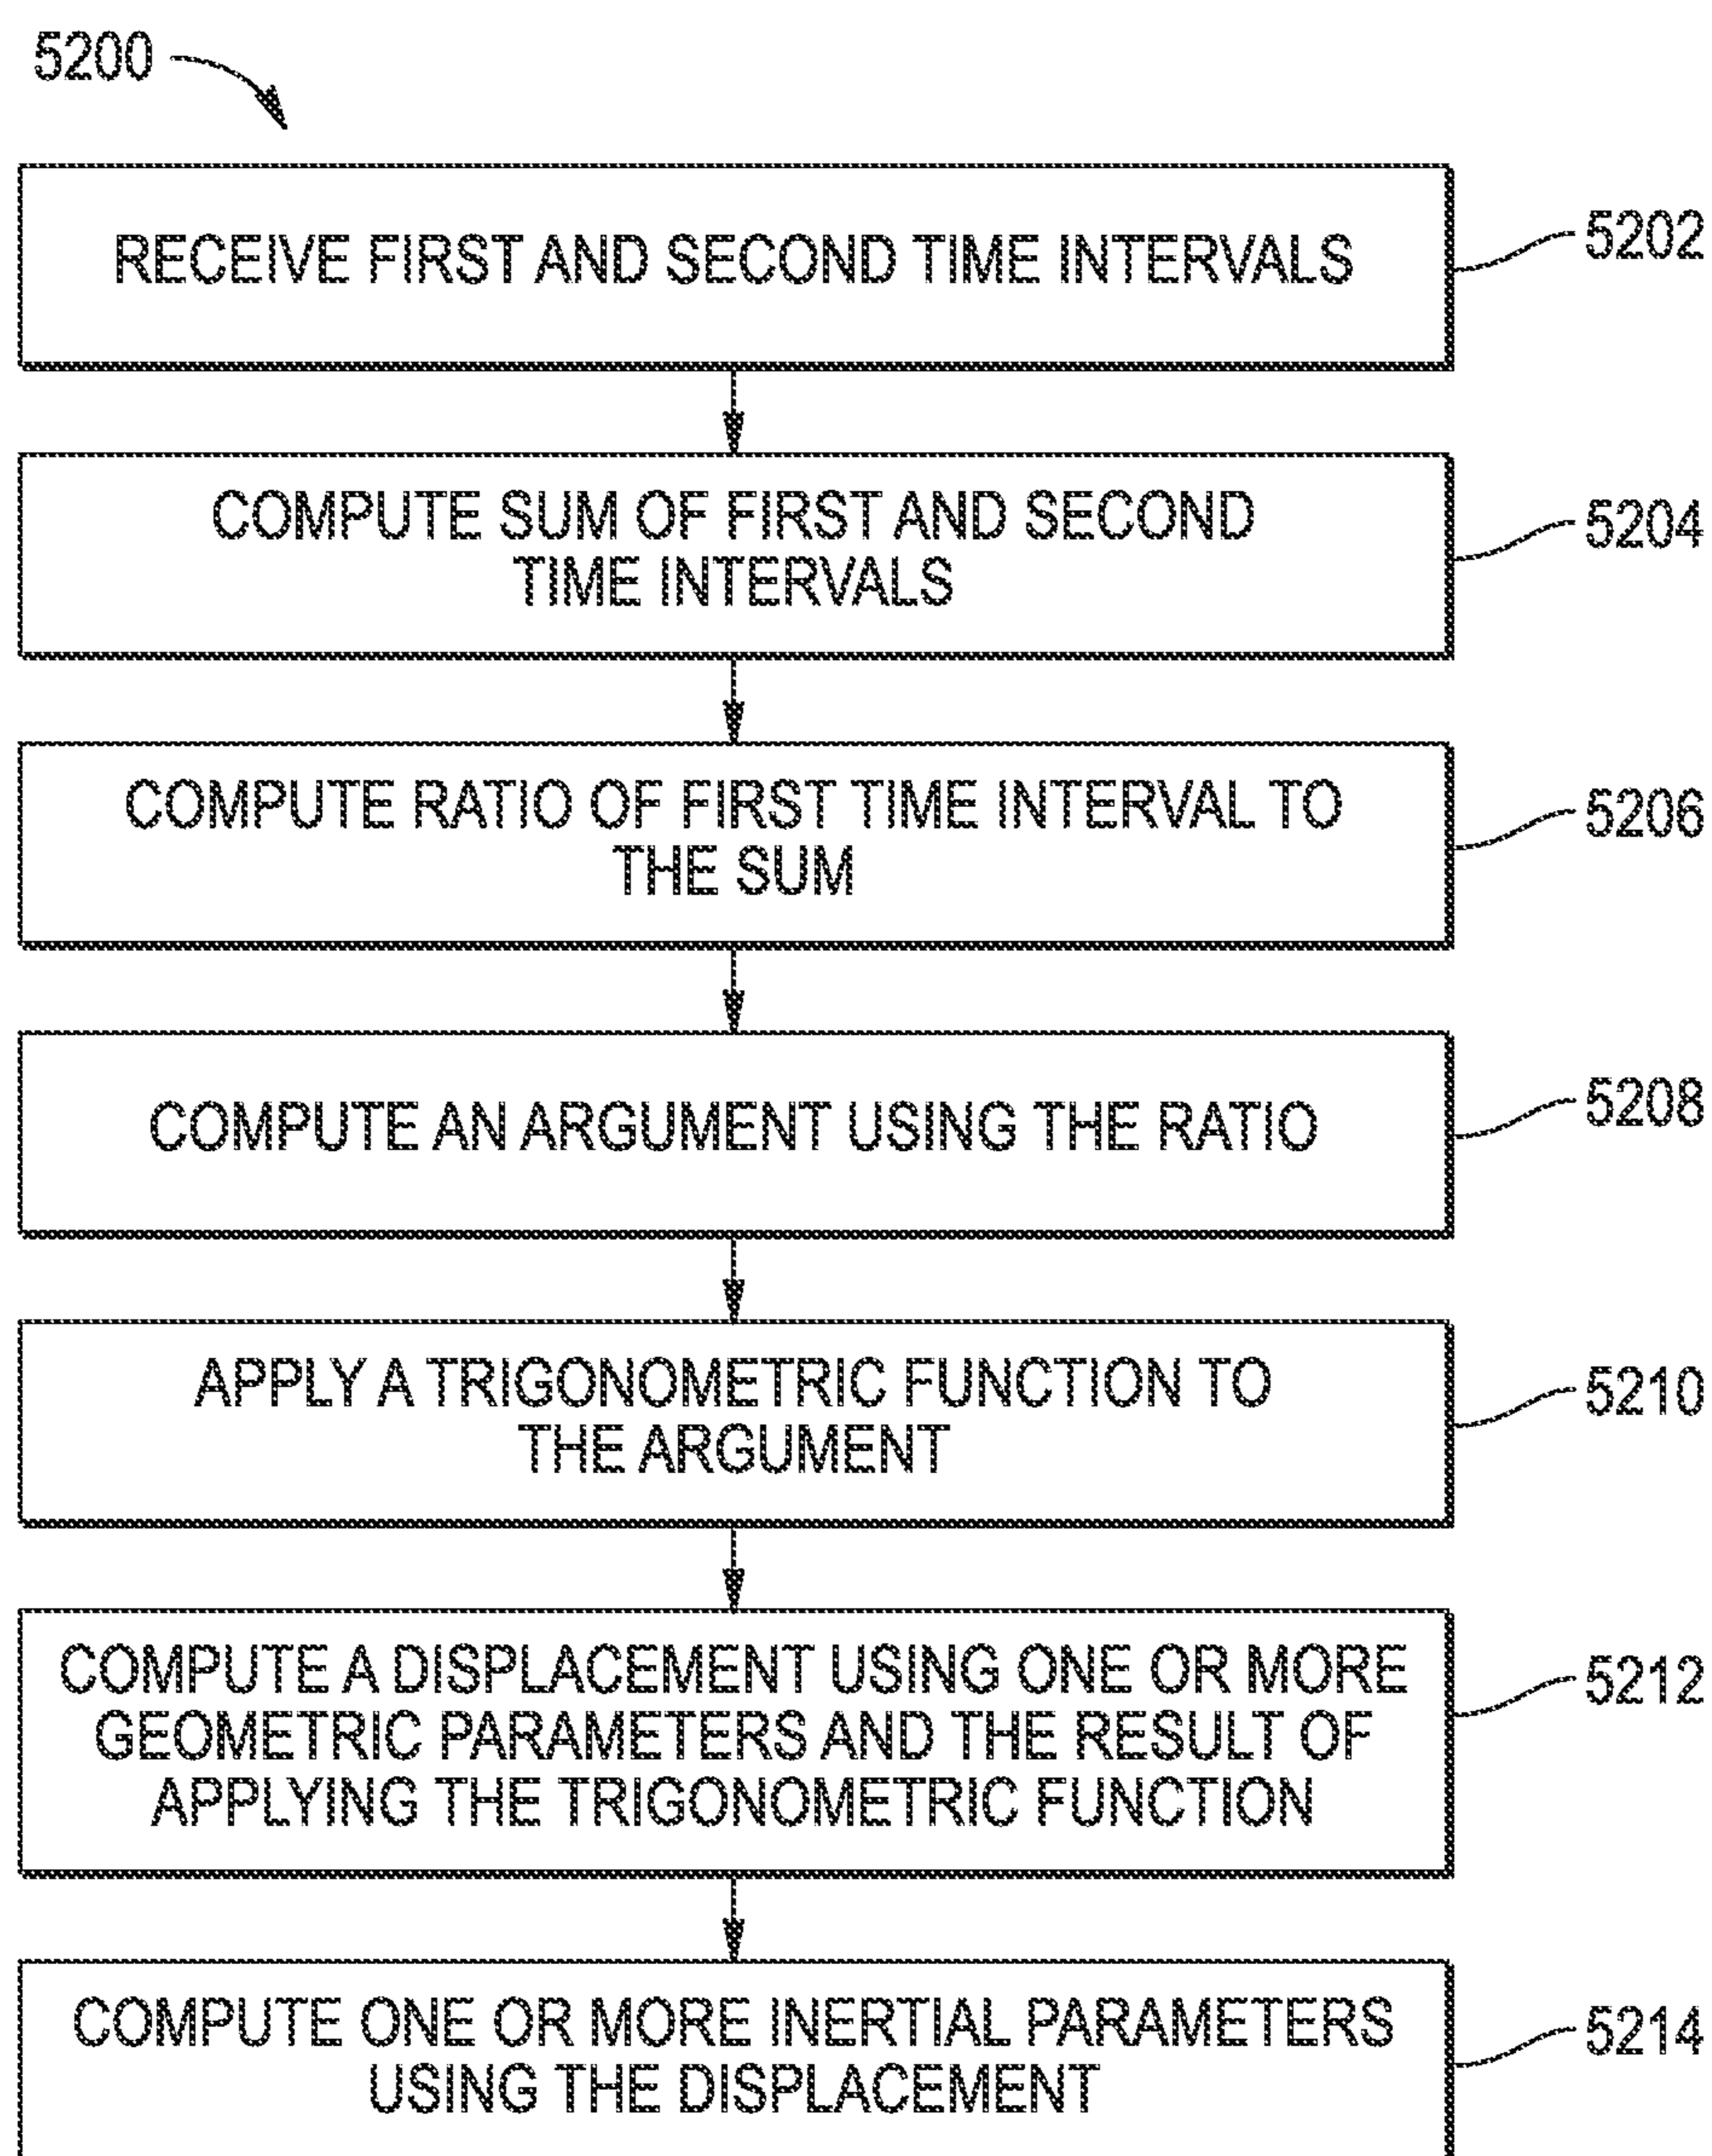 5200
RECEIVE FIRST AND SECOND TIME INTERVALS
5202
COMPUTE SUM OF FIRST AND SECOND
TIME INTERVALS
5204
COMPUTE RATIO OF FIRST TIME INTERVAL TO
THE SUM
5206
COMPUTE AN ARGUMENT USING THE RATIO
5208
APPLY A TRIGONOMETRIC FUNCTION TO
THE ARGUMENT
5210
COMPUTE A DISPLACEMENT USING ONE OR MORE
GEOMETRIC PARAMETERS AND THE RESULT OF
APPLYING THE TRIGONOMETRIC FUNCTION
5212
COMPUTE ONE OR MORE INERTIAL PARAMETERS
USING THE DISPLACEMENT
5214